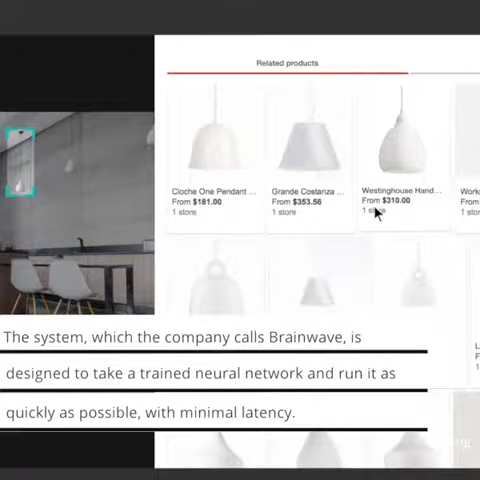 Related products
Cloche One Pendant ...
From $181.00
1 store
Grande Costanza ...
From $353.56
1 store
Westinghouse Hand...
From $310.00
1 store
The system, which the company calls Brainwave, is
designed to take a trained neural network and run it as
quickly as possible, with minimal latency.